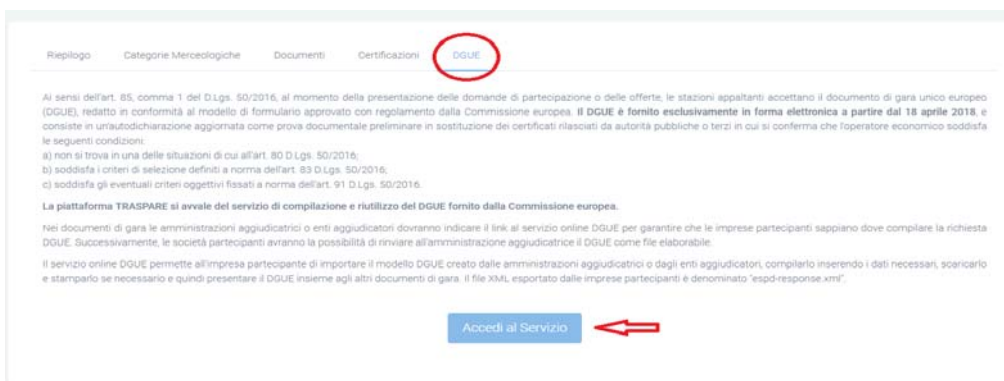 Riepilogo Categorie Merceologiche Documenti Certificazioni DGUE
Ai sensi dell'art. 85, comma 1 del D.Lgs. 50/2016, al momento della presentazione delle domande di partecipazione o delle offerte, le stazioni appaltanti accettano il documento di gara unico europeo
(DGUE), redatto in conformità al modello di formulario approvato con regolamento dalla Commissione europea. Il DGUE è fornito esclusivamente in forma elettronica a partire dal 18 aprile 2018, e
consiste in un'autodichiarazione aggiornata come prova documentale preliminare in sostituzione dei certificati rilasciati da autorità pubbliche o terzi in cui si conferma che l'operatore economico soddisfa
le seguenti condizioni:
a) non si trova in una delle situazioni di cui all'art. 80 D.Lgs. 50/2016;
b) soddisfa i criteri di selezione definiti a norma dell'art. 83 D.Lgs. 50/2016;
c) soddisfa gli eventuali criteri oggettivi fissati a norma dell'art. 91 D.Lgs. 50/2016.
La piattaforma TRASPARE si avvale del servizio di compilazione e riutilizzo del DGUE fornito dalla Commissione europea.
Nei documenti di gara le amministrazioni aggiudicatrici o enti aggiudicatori dovranno indicare il link al servizio online DGUE per garantire che le imprese partecipanti sappiano dove compilare la richiesta
DGUE. Successivamente, le società partecipanti avranno la possibilità di rinviare all'amministrazione aggiudicatrice il DGUE come file elaborabile.
Il servizio online DGUE permette all'impresa partecipante di importare il modello DGUE creato dalle amministrazioni aggiudicatrici o dagli enti aggiudicatori, compilarlo inserendo i dati necessari, scaricarlo
e stamparlo se necessario e quindi presentare il DGUE insieme agli altri documenti di gara. Il file XML esportato dalle imprese partecipanti è denominato "espd-response.xml".
Accedi al Servizio